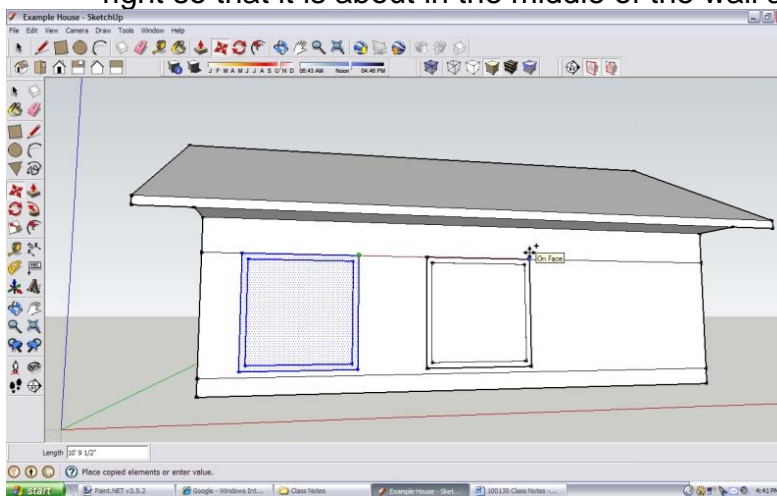 right so that it is about in the middle of the wall a
Example House - SketchUp
File Edit View Camera Draw Tools Window Help
J F M A M J J A S O N D 06:43 AM Noon 04:46 PM
On Face
Length 10' 9 1/2"
Place copied elements or enter value.
start Paint.NET v3.5.2 Google - Windows Int... Class Notes Example House - Sket... 100130 Class Notes -... 4:41 PM